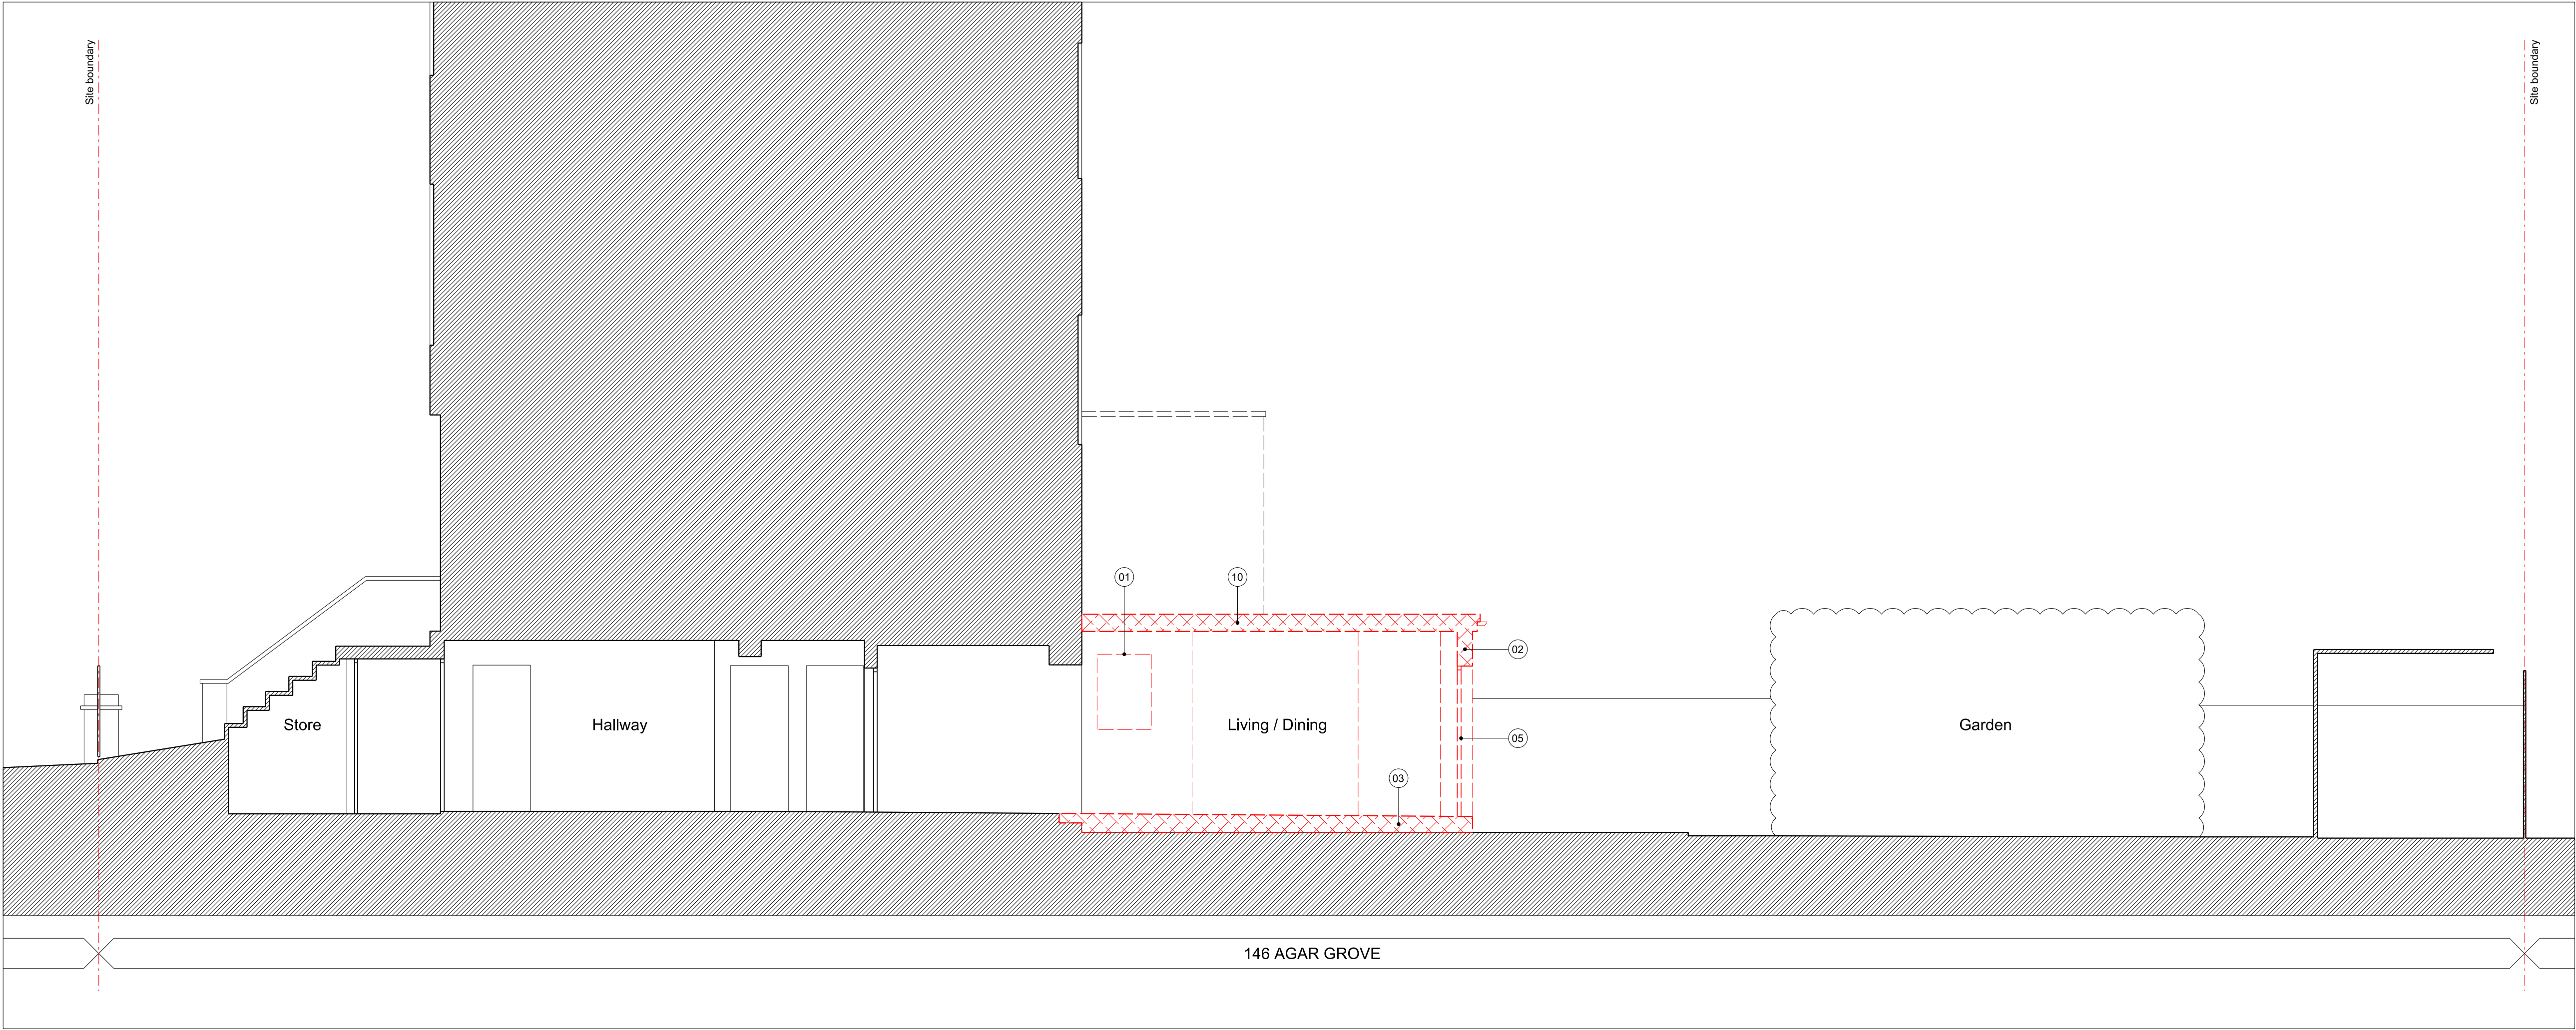 Site boundary
Site boundary
01
10
02
Store
Hallway
Living / Dining
Garden
05
03
146 AGAR GROVE